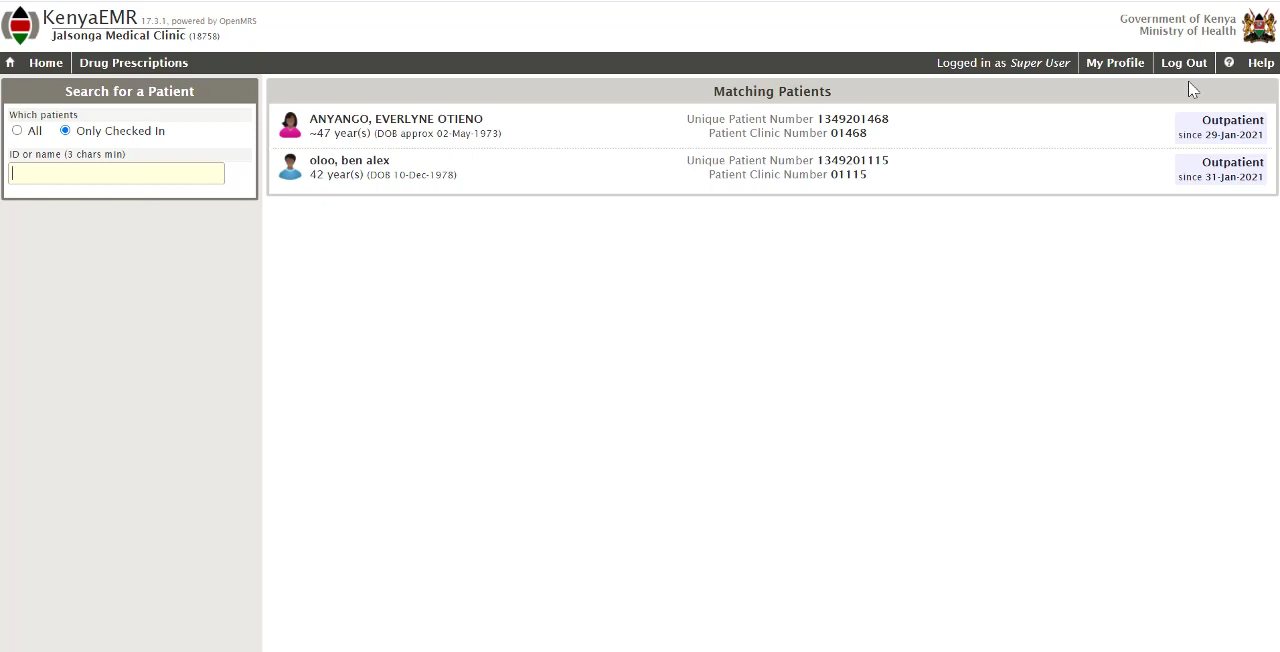 KenyaEMR 17.3.1, powered by OpenMRS
Jalsonga Medical Clinic (18758)
Government of Kenya
Ministry of Health
Home Drug Prescriptions Logged in as Super User My Profile Log Out Help
Search for a Patient
Which patients
All Only Checked In
ID or name (3 chars min)
Matching Patients
ANYANGO, EVERLYNE OTIENO Unique Patient Number 1349201468 Outpatient
~47 year(s) (DOB approx 02-May-1973) Patient Clinic Number 01468 since 29-Jan-2021
oloo, ben alex Unique Patient Number 1349201115 Outpatient
42 year(s) (DOB 10-Dec-1978) Patient Clinic Number 01115 since 31-Jan-2021